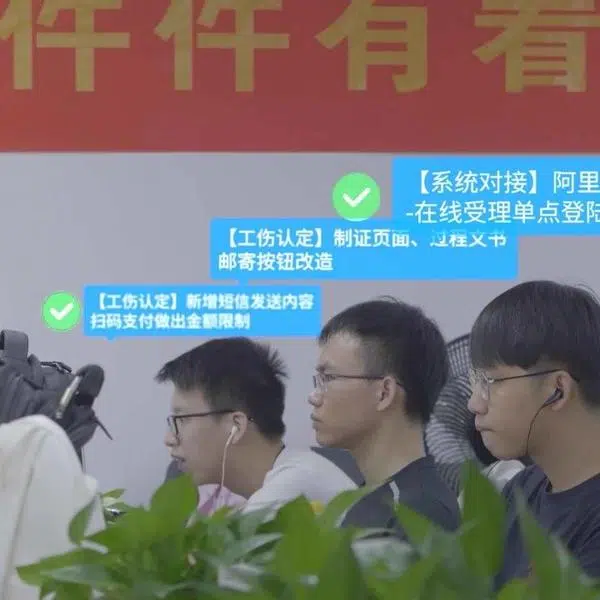 件件有着
【系统对接】阿里
-在线受理单点登陆
【工伤认定】制证页面、过程文书
邮寄按钮改造
【工伤认定】新增短信发送内容
扫码支付做出金额限制